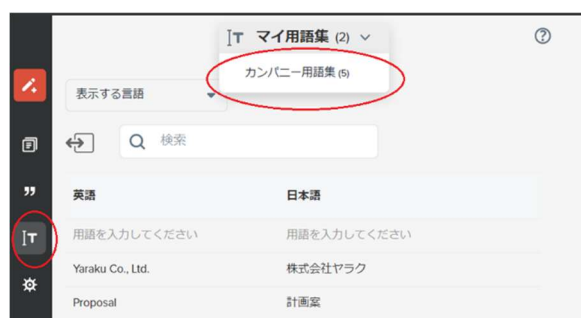 マイ用語集 (2)
カンパニー用語集 (5)
表示する言語
検索
英語 日本語
用語を入力してください 用語を入力してください
Yaraku Co., Ltd. 株式会社ヤラク
Proposal 計画案